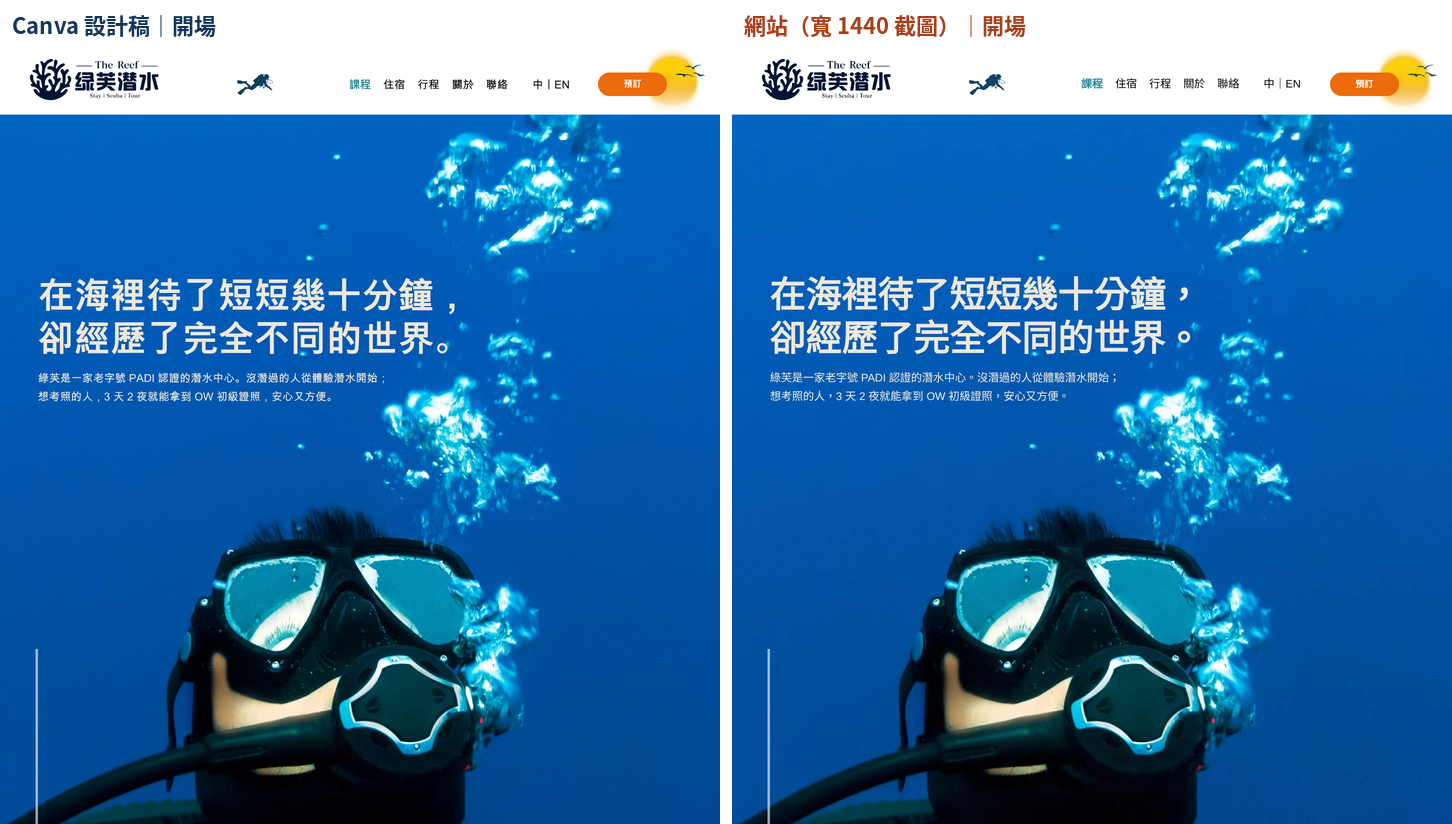 Canva 設計稿｜開場
The Reef
绿芙潜水
Stay | Scuba | Tour
課程 住宿 行程 關於 聯絡 中｜EN 預訂
在海裡待了短短幾十分鐘，
卻經歷了完全不同的世界。
綠芙是一家老字號 PADI 認證的潛水中心。沒潛過的人從體驗潛水開始；
想考照的人，3 天 2 夜就能拿到 OW 初級證照，安心又方便。
網站（寬 1440 截圖）｜開場
The Reef
绿芙潜水
Stay | Scuba | Tour
課程 住宿 行程 關於 聯絡 中｜EN 預訂
在海裡待了短短幾十分鐘，
卻經歷了完全不同的世界。
綠芙是一家老字號 PADI 認證的潛水中心。沒潛過的人從體驗潛水開始；
想考照的人，3 天 2 夜就能拿到 OW 初級證照，安心又方便。